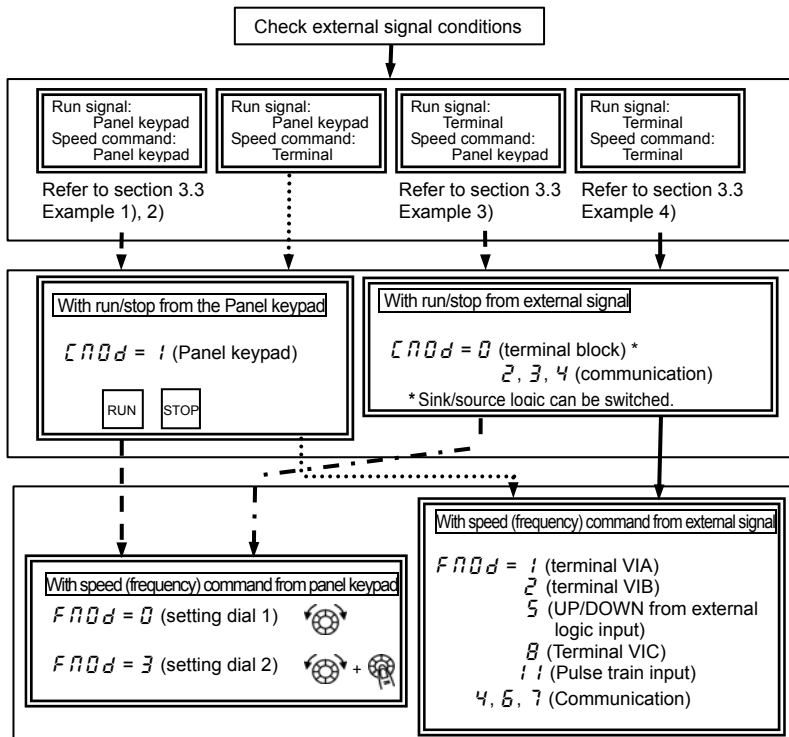 Check external signal conditions
Run signal:
Panel keypad
Speed command:
Panel keypad
Run signal:
Panel keypad
Speed command:
Terminal
Run signal:
Terminal
Speed command:
Panel keypad
Run signal:
Terminal
Speed command:
Terminal
Refer to section 3.3
Example 1), 2)
Refer to section 3.3
Example 3)
Refer to section 3.3
Example 4)
With run/stop from the Panel keypad
CMOd = 1 (Panel keypad)
RUN STOP
With run/stop from external signal
CMOd = 0 (terminal block) *
2, 3, 4 (communication)
* Sink/source logic can be switched.
With speed (frequency) command from panel keypad
FMOd = 0 (setting dial 1)
FMOd = 3 (setting dial 2) +
With speed (frequency) command from external signal
FMOd = 1 (terminal VIA)
2 (terminal VIB)
5 (UP/DOWN from external
logic input)
8 (Terminal VIC)
11 (Pulse train input)
4, 6, 7 (Communication)